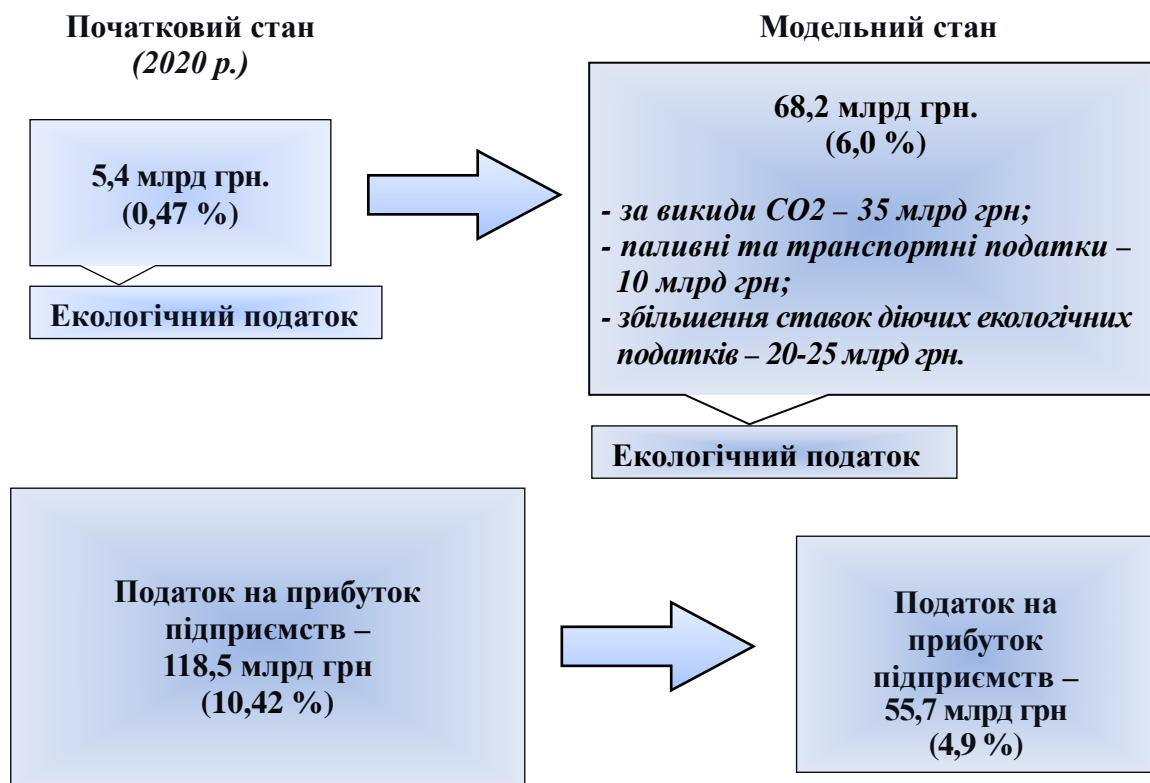 Початковий стан
(2020 р.)
Модельний стан
5,4 млрд грн.
(0,47 %)
Екологічний податок
68,2 млрд грн.
(6,0 %)
- за викиди СО2 – 35 млрд грн;
- паливні та транспортні податки –
10 млрд грн;
- збільшення ставок діючих екологічних
податків – 20-25 млрд грн.
Екологічний податок
Податок на прибуток
підприємств –
118,5 млрд грн
(10,42 %)
Податок на
прибуток
підприємств –
55,7 млрд грн
(4,9 %)